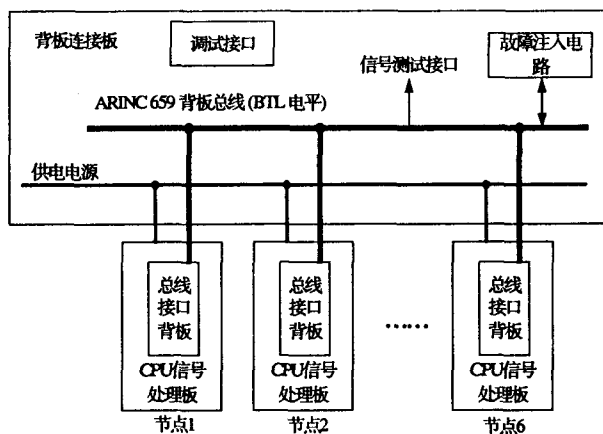 背板连接板
调试接口
信号测试接口
故障注入电
路
ARINC 659 背板总线 (BTL 电平)
供电电源
总线
接口
背板
CPU信号
处理板
节点1
总线
接口
背板
CPU信号
处理板
节点2
······
总线
接口
背板
CPU信号
处理板
节点6